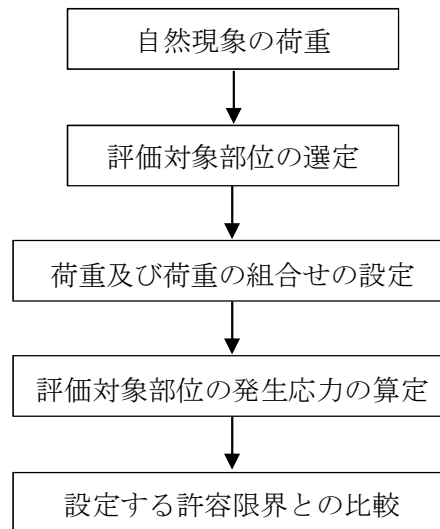 自然現象の荷重
評価対象部位の選定
荷重及び荷重の組合せの設定
評価対象部位の発生応力の算定
設定する許容限界との比較